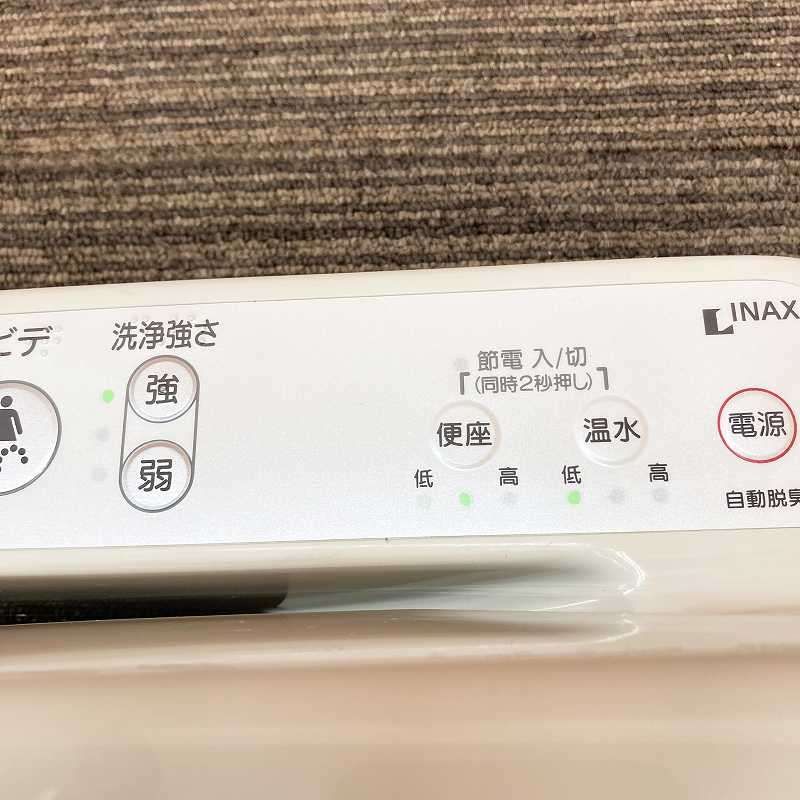 ビデ
洗浄強さ
強
弱
節電 入/切
(同時2秒押し)
便座
低 高
温水
低 高
INAX
電源
自動脱臭